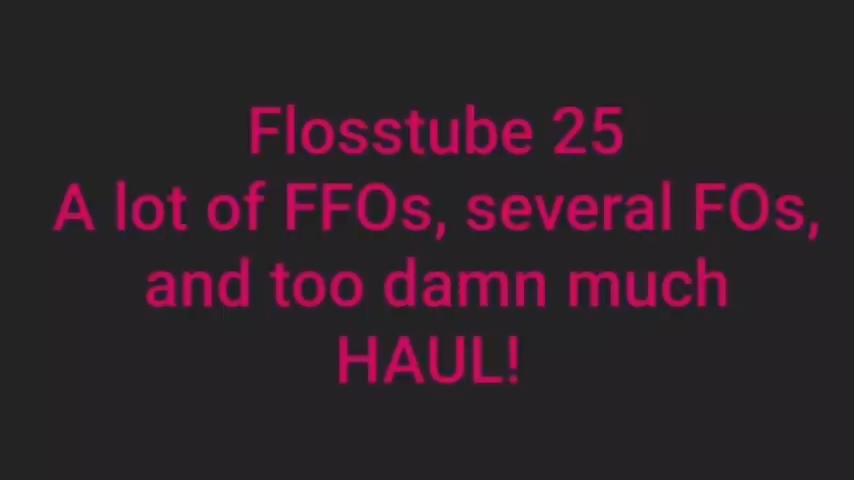 Flosstube 25
A lot of FFOs, several FOs,
and too damn much
HAUL!